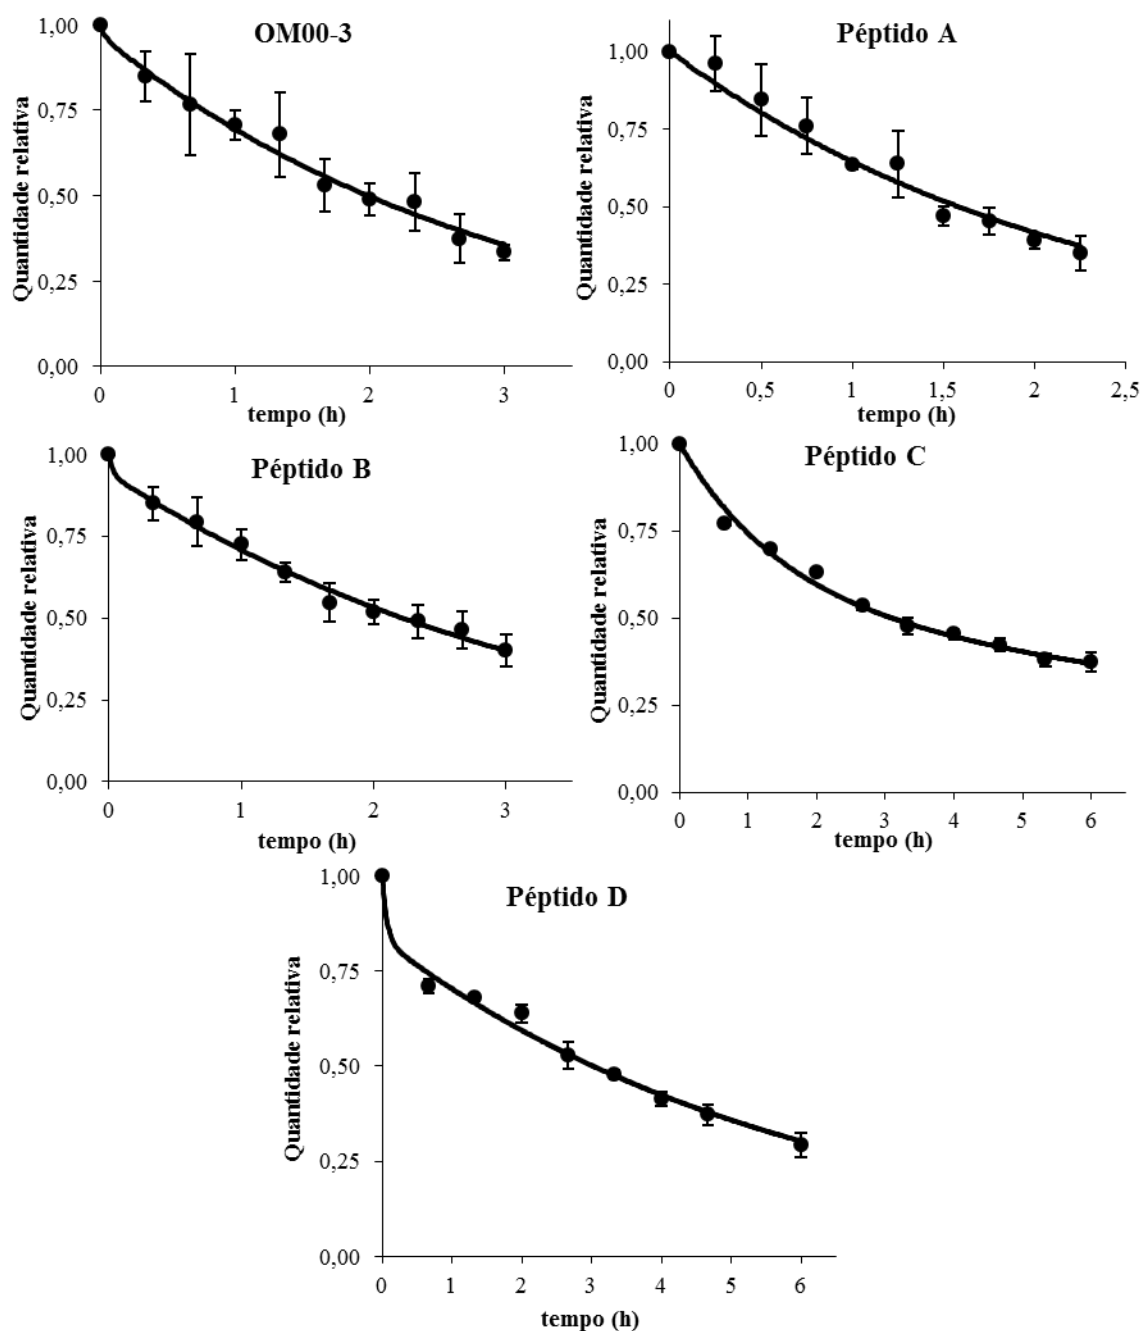 OM00-3
Quantidade relativa
1,00
0,75
0,50
0,25
0,00
0 1 2 3
tempo (h)
Péptido A
Quantidade relativa
1,00
0,75
0,50
0,25
0,00
0 0,5 1 1,5 2 2,5
tempo (h)
Péptido B
Quantidade relativa
1,00
0,75
0,50
0,25
0,00
0 1 2 3
tempo (h)
Péptido C
Quantidade relativa
1,00
0,75
0,50
0,25
0,00
0 1 2 3 4 5 6
tempo (h)
Péptido D
Quantidade relativa
1,00
0,75
0,50
0,25
0,00
0 1 2 3 4 5 6
tempo (h)